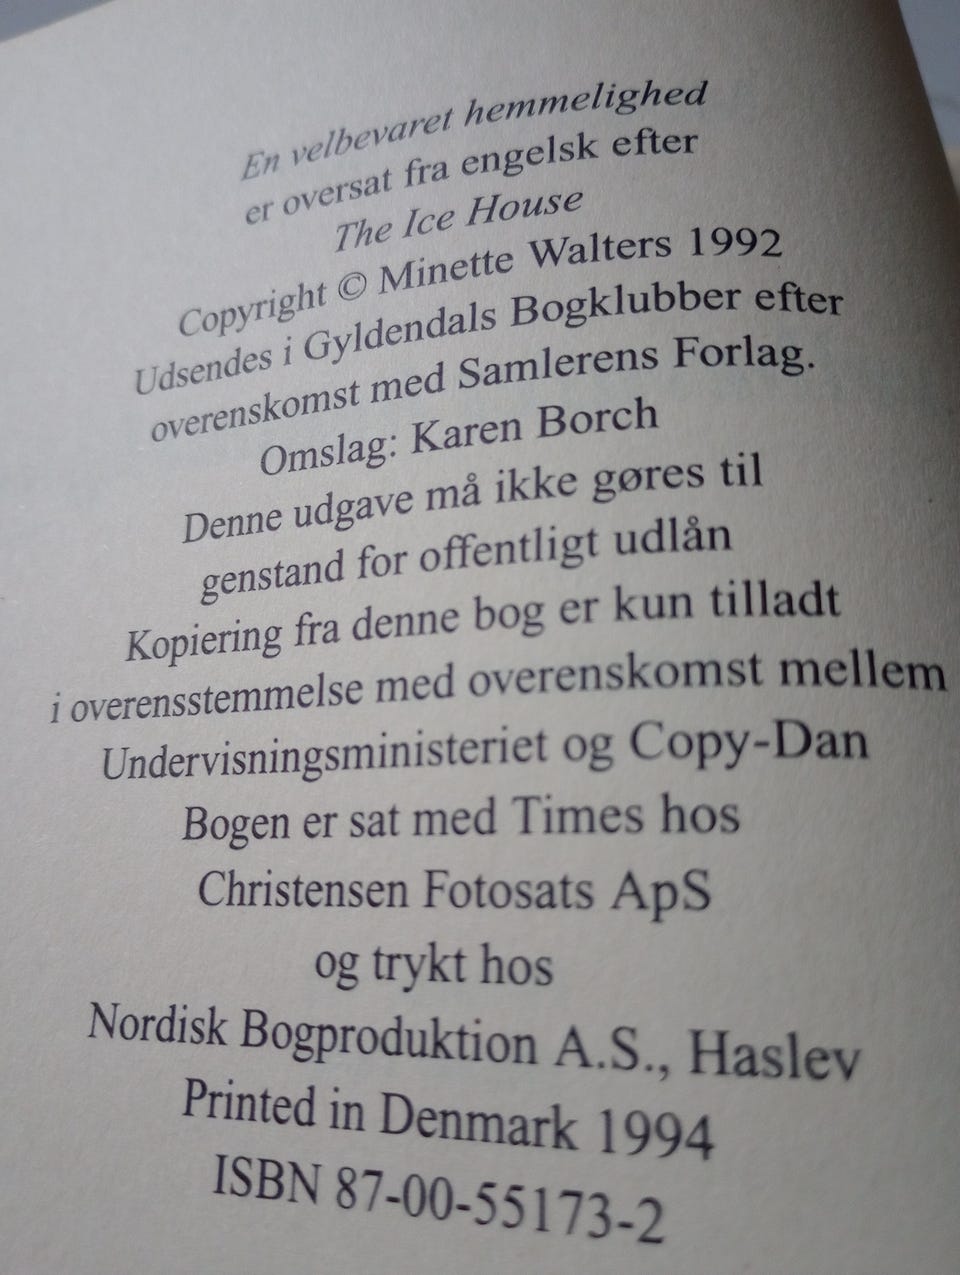 En velbevaret hemmelighed
er oversat fra engelsk efter
The Ice House
Copyright © Minette Walters 1992
Udsendes i Gyldendals Bogklubber efter
overenskomst med Samlerens Forlag.
Omslag: Karen Borch
Denne udgave må ikke gøres til
genstand for offentligt udlån
Kopiering fra denne bog er kun tilladt
i overensstemmelse med overenskomst mellem
Undervisningsministeriet og Copy-Dan
Bogen er sat med Times hos
Christensen Fotosats ApS
og trykt hos
Nordisk Bogproduktion A.S., Haslev
Printed in Denmark 1994
ISBN 87-00-55173-2